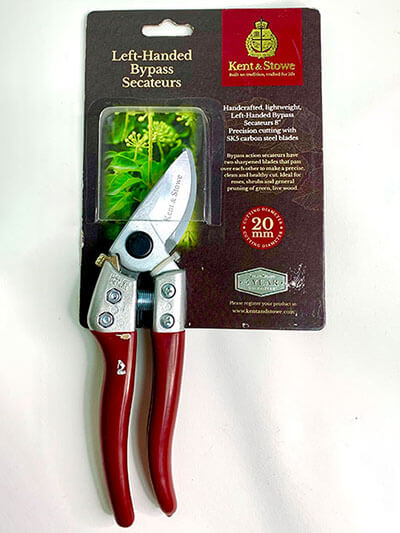 Left-Handed
Bypass
Secateurs
Kent & Stowe
Built on tradition, crafted for life
Handcrafted, lightweight,
Left-Handed Bypass
Secateurs 8"
Precision cutting with
SK5 carbon steel blades
Bypass action secateurs have
two sharpened blades that pass
over each other to make a precise,
clean and healthy cut. Ideal for
roses, shrubs and general
pruning of green, live wood.
CUTTING DIAMETER
20
mm
CUTTING DIAMETER
YEAR
Please register your product in
www.kentandstowe.com
Kent & Stowe